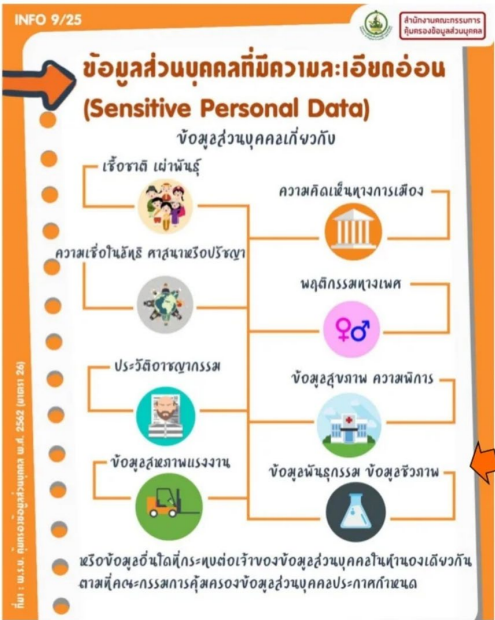 INFO 9/25
สำนักงานคณะกรรมการ
คุ้มครองข้อมูลส่วนบุคคล
ข้อมูลส่วนบุคคลที่มีความละเอียดอ่อน
(Sensitive Personal Data)
ข้อมูลส่วนบุคคลเกี่ยวกับ
เชื้อชาติ เผ่าพันธุ์
ความคิดเห็นทางการเมือง
ความเชื่อในลัทธิ ศาสนาหรือปรัชญา
พฤติกรรมทางเพศ
ประวัติอาชญากรรม
ข้อมูลสุขภาพ ความพิการ
ข้อมูลสหภาพแรงงาน
ข้อมูลพันธุกรรม ข้อมูลชีวภาพ
หรือข้อมูลอื่นใดที่กระทบต่อเจ้าของข้อมูลส่วนบุคคลในทำนองเดียวกัน
ตามที่คณะกรรมการคุ้มครองข้อมูลส่วนบุคคลประกาศกำหนด
ที่มา : พ.ร.บ. คุ้มครองข้อมูลส่วนบุคคล พ.ศ. 2562 (มาตรา 26)